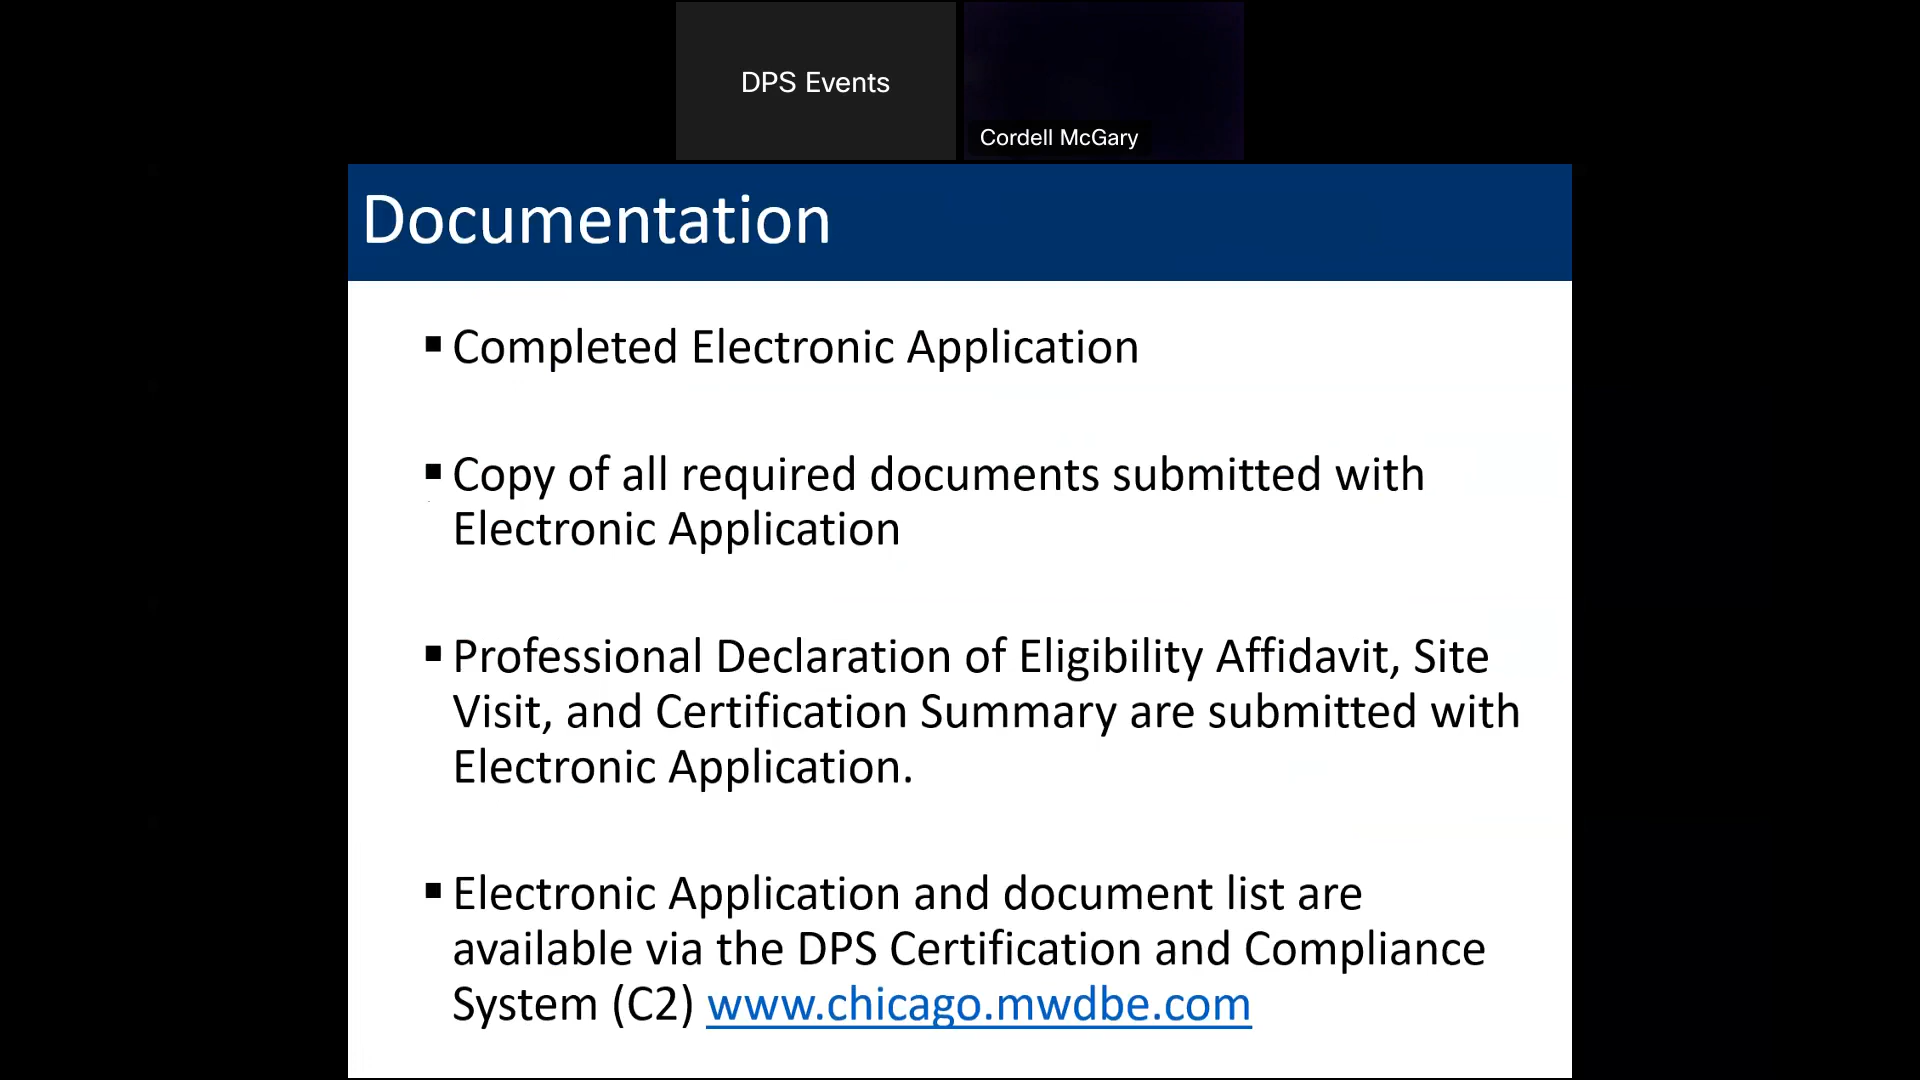 DPS Events
Cordell McGary
Documentation
▪ Completed Electronic Application
▪ Copy of all required documents submitted with
Electronic Application
▪ Professional Declaration of Eligibility Affidavit, Site
Visit, and Certification Summary are submitted with
Electronic Application.
▪ Electronic Application and document list are
available via the DPS Certification and Compliance
System (C2) www.chicago.mwdbe.com